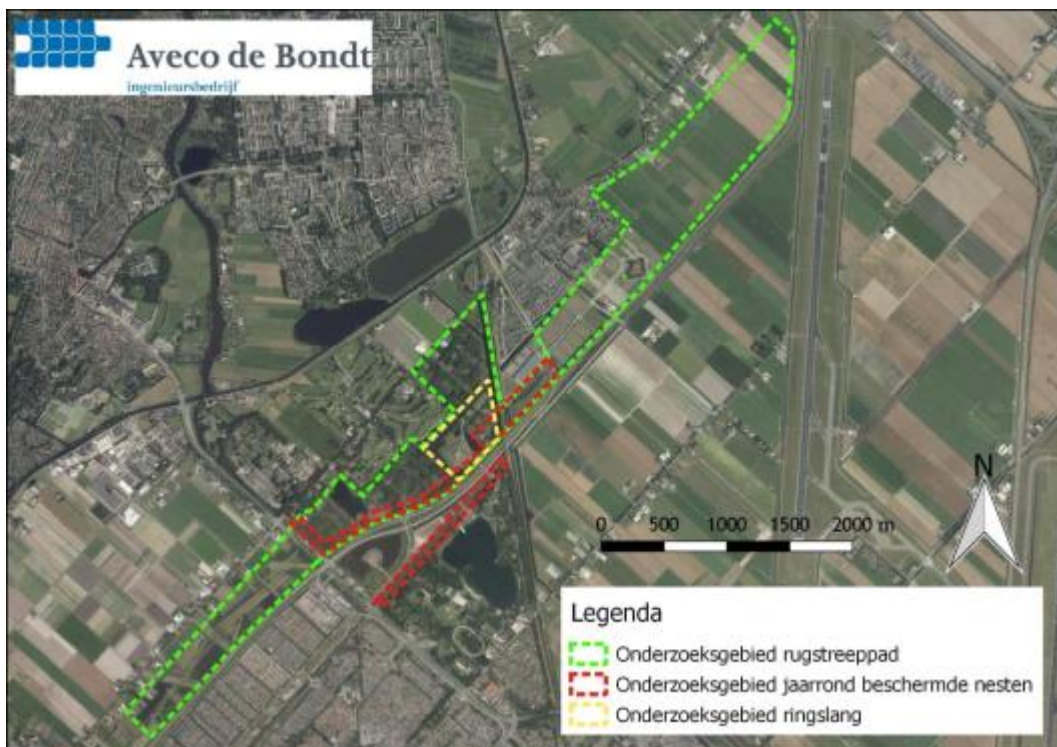 Aveco de Bondt
ingenieursbedrijf
N
0 500 1000 1500 2000 m
Legenda
Onderzoeksgebied rugstreeppad
Onderzoeksgebied jaarrond beschermde nesten
Onderzoeksgebied ringslang